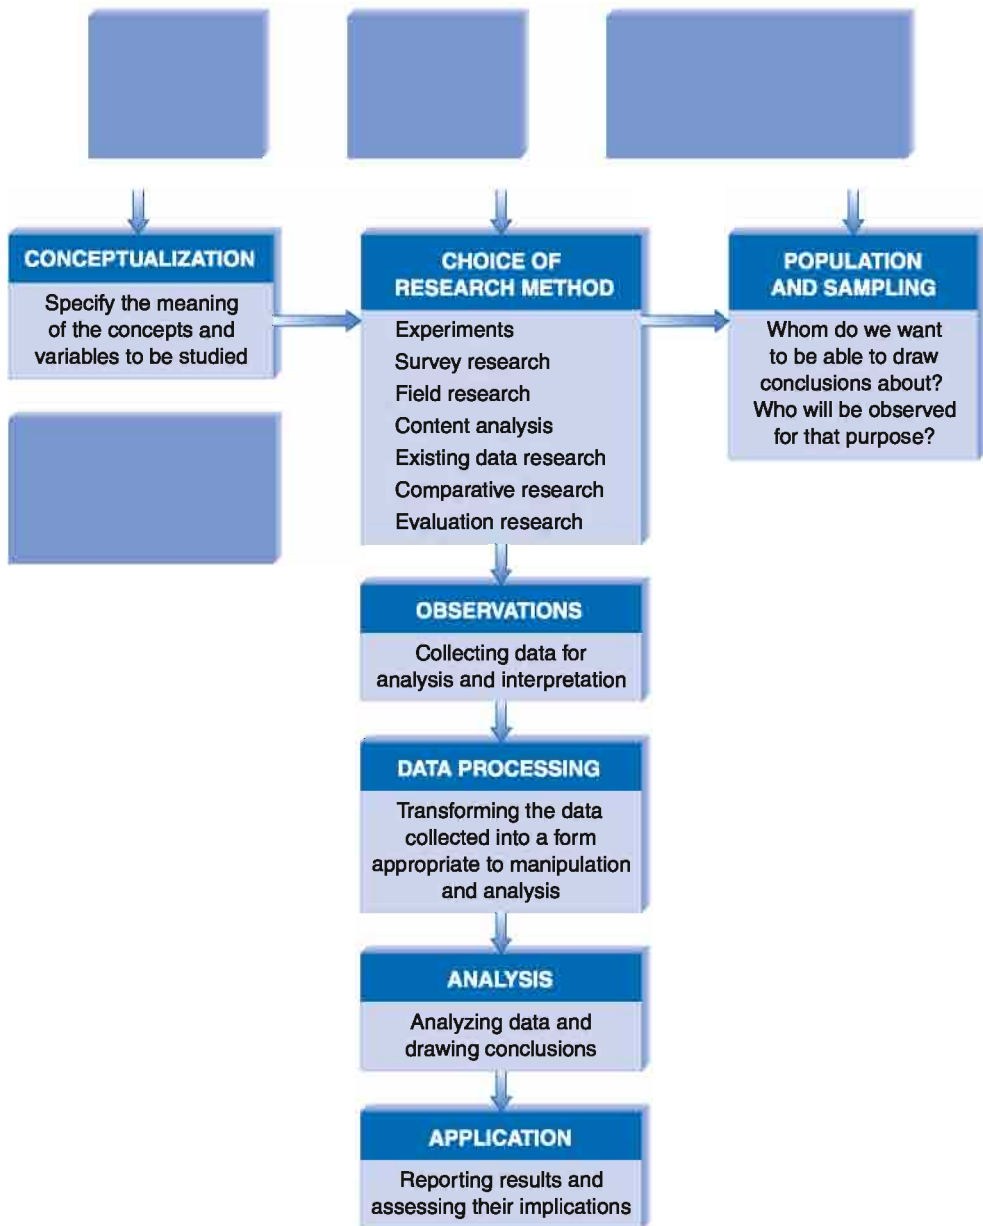 CONCEPTUALIZATION
Specify the meaning
of the concepts and
variables to be studied
CHOICE OF
RESEARCH METHOD
Experiments
Survey research
Field research
Content analysis
Existing data research
Comparative research
Evaluation research
POPULATION
AND SAMPLING
Whom do we want
to be able to draw
conclusions about?
Who will be observed
for that purpose?
OBSERVATIONS
Collecting data for
analysis and interpretation
DATA PROCESSING
Transforming the data
collected into a form
appropriate to manipulation
and analysis
ANALYSIS
Analyzing data and
drawing conclusions
APPLICATION
Reporting results and
assessing their implications